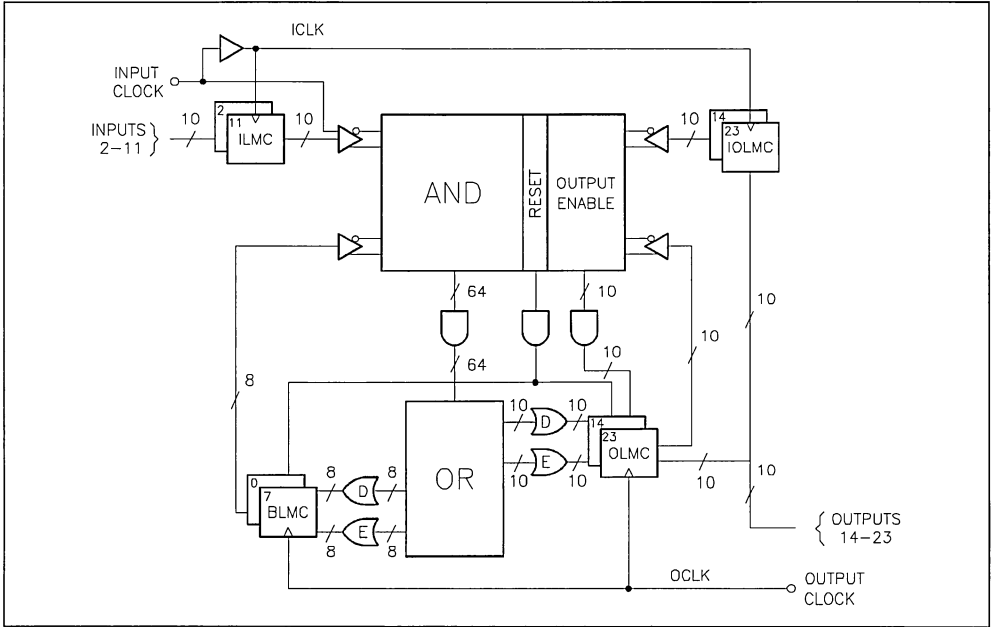 ICLK
INPUT
CLOCK
INPUTS
2–11
10
2
11
ILMC
10
AND
RESET
OUTPUT
ENABLE
10
14
23
IOLMC
64
10
64
10
10
10
8
10
D
10
14
23
OLMC
10
E
10
OR
10
10
0
7
BLMC
8
D
8
8
E
8
OUTPUTS
14–23
OCLK
OUTPUT
CLOCK